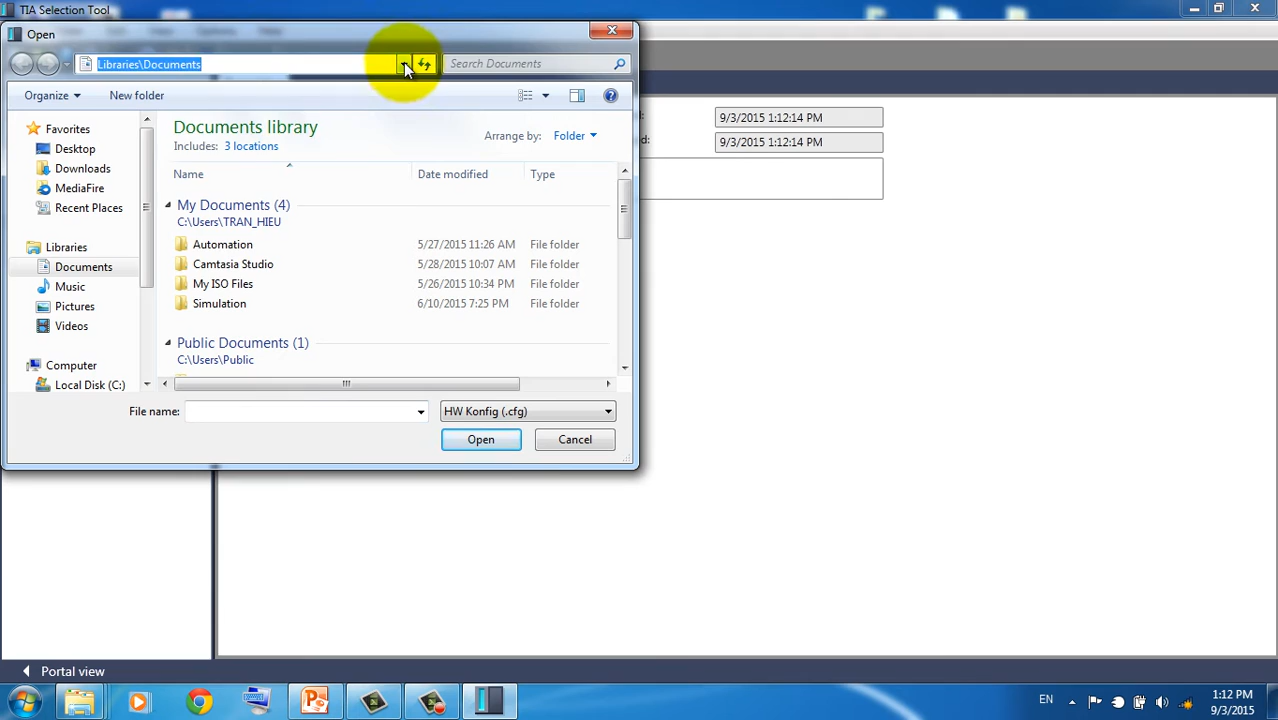 TIA Selection Tool
Open
Libraries\Documents
Search Documents
Organize
New folder
Favorites
Desktop
Downloads
MediaFire
Recent Places
Libraries
Documents
Music
Pictures
Videos
Computer
Local Disk (C:)
Documents library
Includes: 3 locations
Arrange by: Folder
Name Date modified Type
My Documents (4)
C:\Users\TRAN_HIEU
Automation 5/27/2015 11:26 AM File folder
Camtasia Studio 5/28/2015 10:07 AM File folder
My ISO Files 5/26/2015 10:34 PM File folder
Simulation 6/10/2015 7:25 PM File folder
Public Documents (1)
C:\Users\Public
File name: HW Konfig (.cfg)
Open Cancel
9/3/2015 1:12:14 PM
9/3/2015 1:12:14 PM
Portal view
EN
1:12 PM
9/3/2015